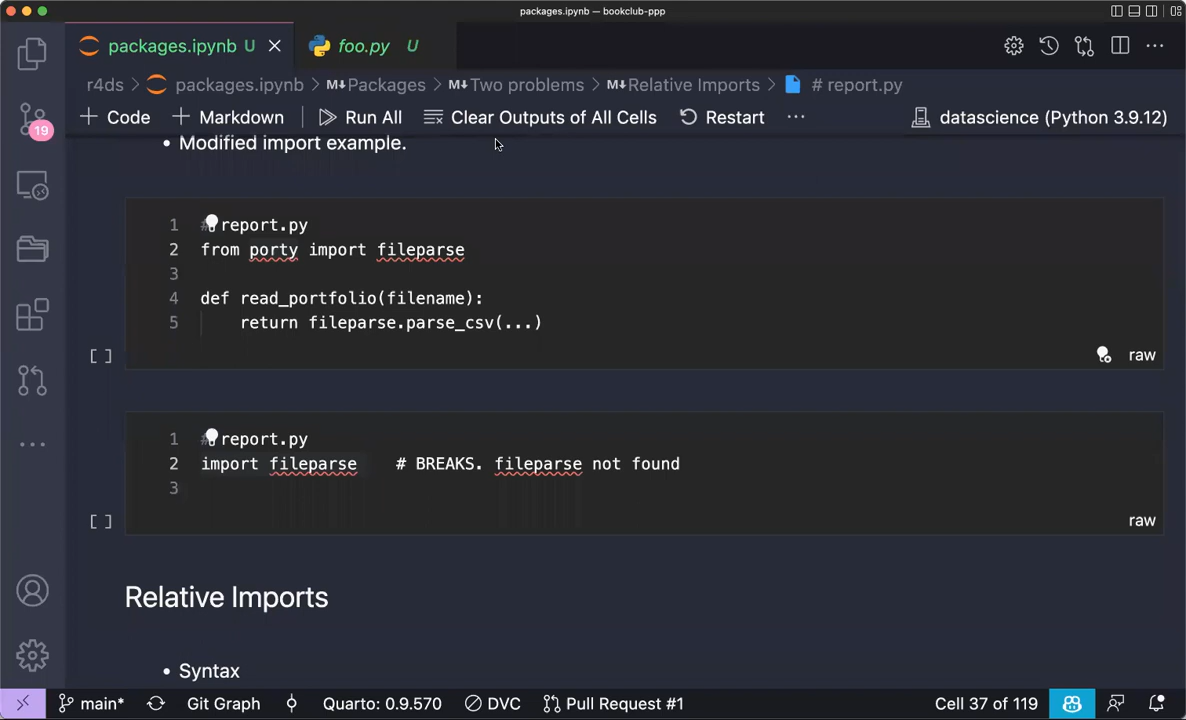 packages.ipynb — bookclub-ppp
packages.ipynb U
foo.py U
r4ds > packages.ipynb > M↓Packages > M↓Two problems > M↓Relative Imports > # report.py
+ Code + Markdown Run All Clear Outputs of All Cells Restart ··· datascience (Python 3.9.12)
19
• Modified import example.
1 # report.py
2 from porty import fileparse
3
4 def read_portfolio(filename):
5 return fileparse.parse_csv(...)
[ ] raw
1 # report.py
2 import fileparse # BREAKS. fileparse not found
3
[ ] raw
Relative Imports
• Syntax
main* Git Graph Quarto: 0.9.570 DVC Pull Request #1 Cell 37 of 119